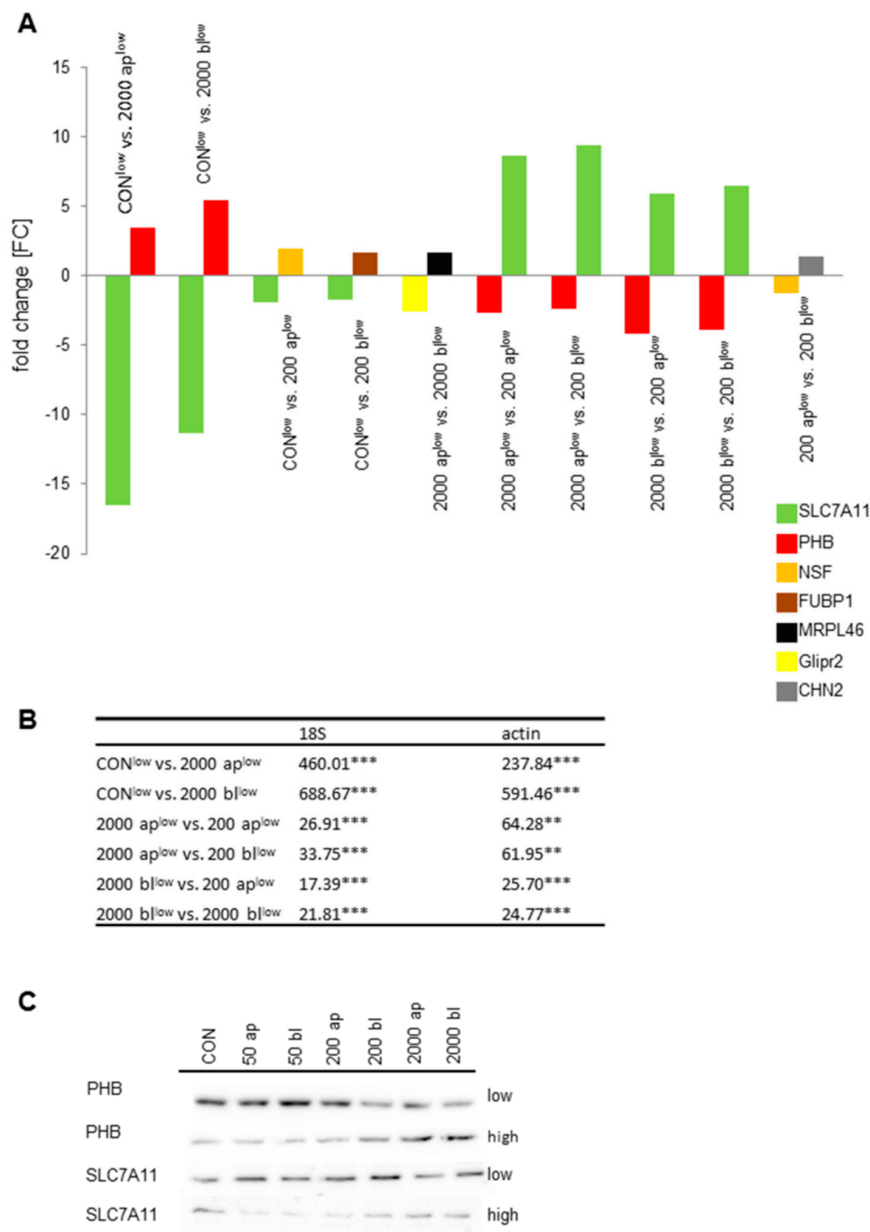 A
15
10
5
0
-5
-10
-15
-20
fold change [FC]
CONlow vs. 2000 aplow
CONlow vs. 2000 bllow
CONlow vs. 200 aplow
CONlow vs. 200 bllow
2000 aplow vs. 2000 bllow
2000 aplow vs. 200 aplow
2000 aplow vs. 200 bllow
2000 bllow vs. 200 aplow
2000 bllow vs. 200 bllow
200 aplow vs. 200 bllow
SLC7A11
PHB
NSF
FUBP1
MRPL46
Glipr2
CHN2
B
18S actin
CONlow vs. 2000 aplow 460.01*** 237.84***
CONlow vs. 2000 bllow 688.67*** 591.46***
2000 aplow vs. 200 aplow 26.91*** 64.28**
2000 aplow vs. 200 bllow 33.75*** 61.95**
2000 bllow vs. 200 aplow 17.39*** 25.70***
2000 bllow vs. 2000 bllow 21.81*** 24.77***
C
CON 50 ap 50 bl 200 ap 200 bl 2000 ap 2000 bl
PHB low
PHB high
SLC7A11 low
SLC7A11 high